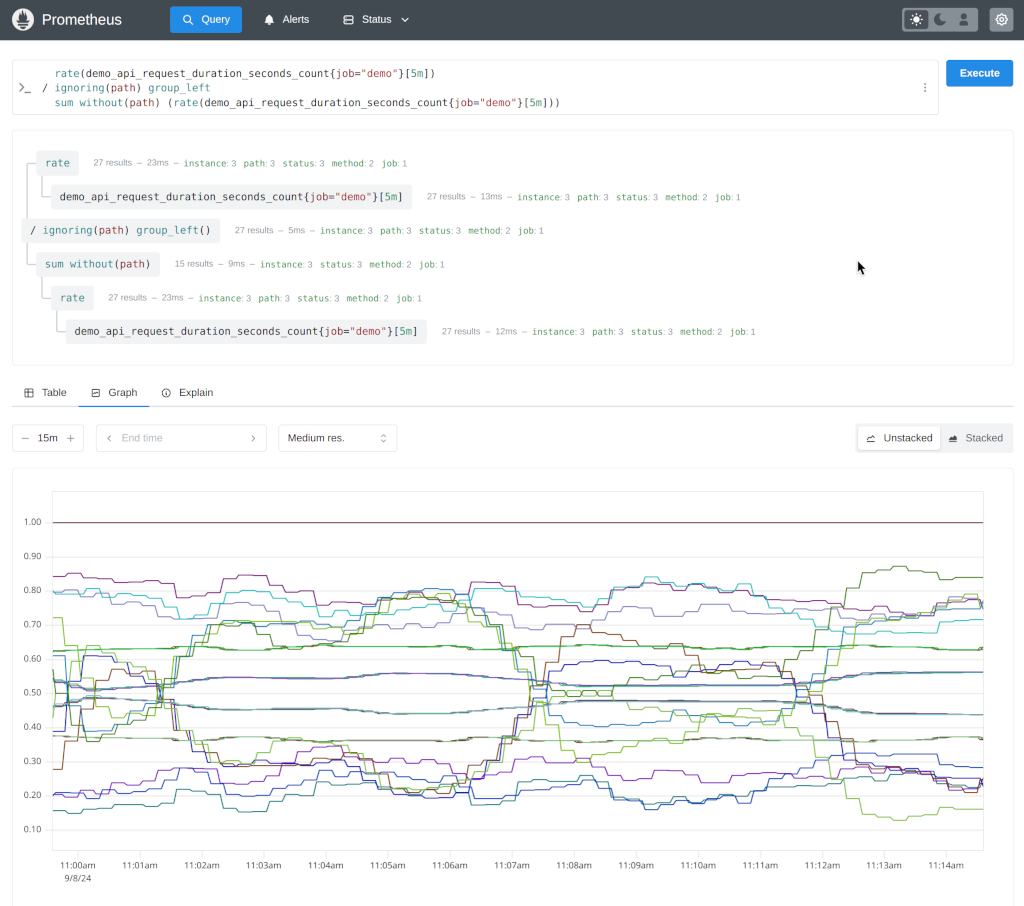 Prometheus Query Alerts Status
rate(demo_api_request_duration_seconds_count{job="demo"}[5m])
/ ignoring(path) group_left
sum without(path) (rate(demo_api_request_duration_seconds_count{job="demo"}[5m]))
Execute
rate 27 results – 23ms – instance: 3 path: 3 status: 3 method: 2 job: 1
demo_api_request_duration_seconds_count{job="demo"}[5m] 27 results – 13ms – instance: 3 path: 3 status: 3 method: 2 job: 1
/ ignoring(path) group_left() 27 results – 5ms – instance: 3 path: 3 status: 3 method: 2 job: 1
sum without(path) 15 results – 9ms – instance: 3 status: 3 method: 2 job: 1
rate 27 results – 23ms – instance: 3 path: 3 status: 3 method: 2 job: 1
demo_api_request_duration_seconds_count{job="demo"}[5m] 27 results – 12ms – instance: 3 path: 3 status: 3 method: 2 job: 1
Table Graph Explain
15m End time Medium res. Unstacked Stacked
1.00
0.90
0.80
0.70
0.60
0.50
0.40
0.30
0.20
0.10
11:00am 11:01am 11:02am 11:03am 11:04am 11:05am 11:06am 11:07am 11:08am 11:09am 11:10am 11:11am 11:12am 11:13am 11:14am
9/8/24